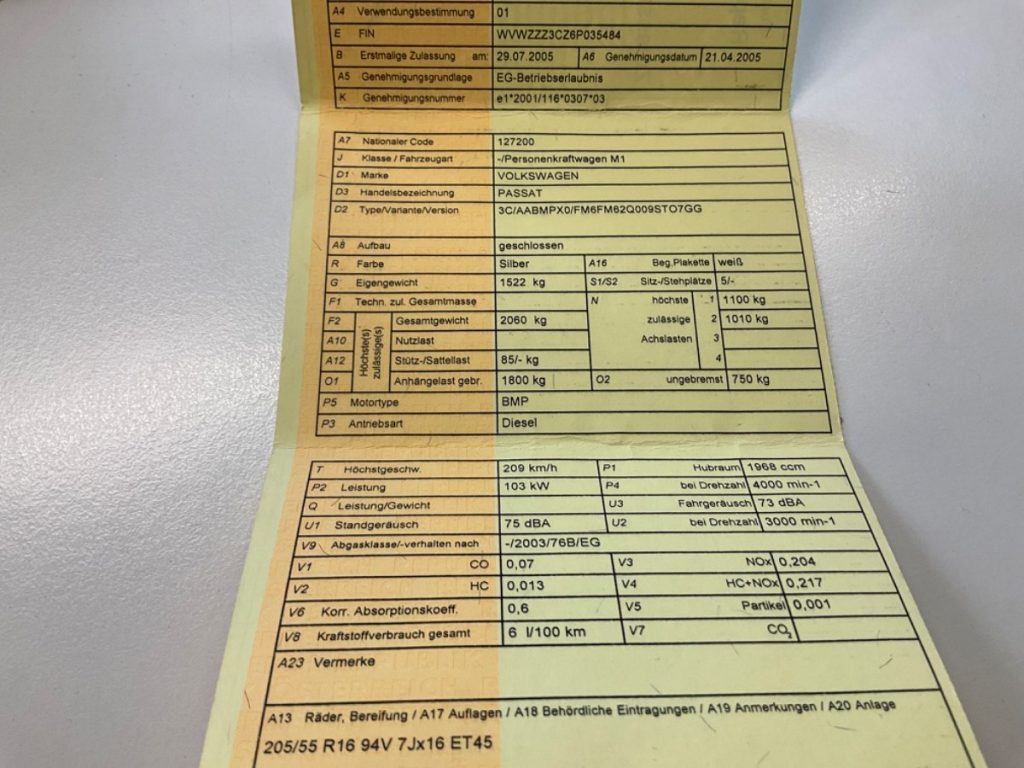 A4 Verwendungsbestimmung 01
E FIN WVWZZZ3CZ6P035484
B Erstmalige Zulassung am: 29.07.2005 A6 Genehmigungsdatum 21.04.2005
A5 Genehmigungsgrundlage EG-Betriebserlaubnis
K Genehmigungsnummer e1*2001/116*0307*03
A7 Nationaler Code 127200
J Klasse / Fahrzeugart -/Personenkraftwagen M1
D1 Marke VOLKSWAGEN
D3 Handelsbezeichnung PASSAT
D2 Type/Variante/Version 3C/AABMPX0/FM6FM62Q009STO7GG
A8 Aufbau geschlossen
R Farbe Silber A16 Beg.Plakette weiß
G Eigengewicht 1522 kg S1/S2 Sitz-/Stehplätze 5/-
F1 Techn. zul. Gesamtmasse N höchste 1 1100 kg
F2 Höchste(s) zulässige(s) Gesamtgewicht 2060 kg zulässige 2 1010 kg
A10 Nutzlast Achslasten 3
A12 Stütz-/Sattellast 85/- kg 4
O1 Anhängelast gebr. 1800 kg O2 ungebremst 750 kg
P5 Motortype BMP
P3 Antriebsart Diesel
T Höchstgeschw. 209 km/h P1 Hubraum 1968 ccm
P2 Leistung 103 kW P4 bei Drehzahl 4000 min-1
Q Leistung/Gewicht U3 Fahrgeräusch 73 dBA
U1 Standgeräusch 75 dBA U2 bei Drehzahl 3000 min-1
V9 Abgasklasse/-verhalten nach -/2003/76B/EG
V1 CO 0,07 V3 NOx 0,204
V2 HC 0,013 V4 HC+NOx 0,217
V6 Korr. Absorptionskoeff. 0,6 V5 Partikel 0,001
V8 Kraftstoffverbrauch gesamt 6 l/100 km V7 CO2
A23 Vermerke
A13 Räder, Bereifung / A17 Auflagen / A18 Behördliche Eintragungen / A19 Anmerkungen / A20 Anlage
205/55 R16 94V 7Jx16 ET45